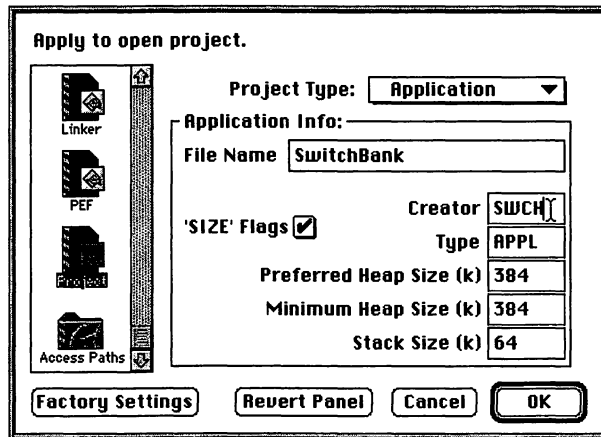 Apply to open project.
Linker
PEF
Project
Access Paths
Project Type: Application
Application Info:
File Name SwitchBank
'SIZE' Flags
Creator SWCH
Type APPL
Preferred Heap Size (k) 384
Minimum Heap Size (k) 384
Stack Size (k) 64
Factory Settings Revert Panel Cancel OK